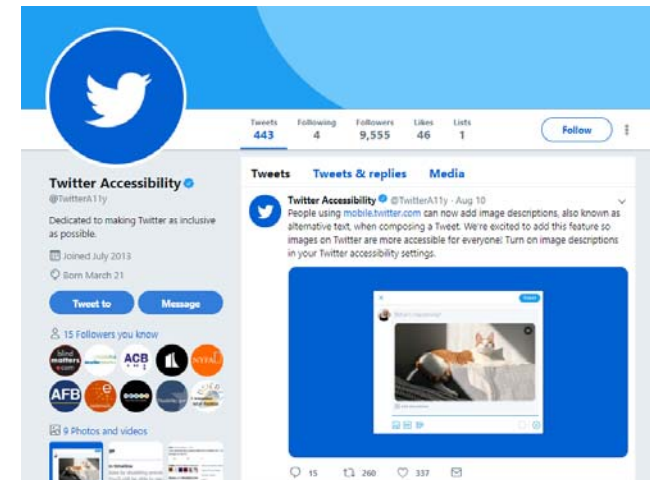 Tweets Following Followers Likes Lists
443 4 9,555 46 1
Follow
Twitter Accessibility
@TwitterA11y
Dedicated to making Twitter as inclusive
as possible.
Joined July 2013
Born March 21
Tweet to Message
15 Followers you know
blind
matters
ACB
NYFA
AFB
e
9 Photos and videos
Tweets Tweets & replies Media
Twitter Accessibility @TwitterA11y - Aug 10
People using mobile.twitter.com can now add image descriptions, also known as
alternative text, when composing a Tweet. We're excited to add this feature so
images on Twitter are more accessible for everyone! Turn on image descriptions
in your Twitter accessibility settings.
15 260 337